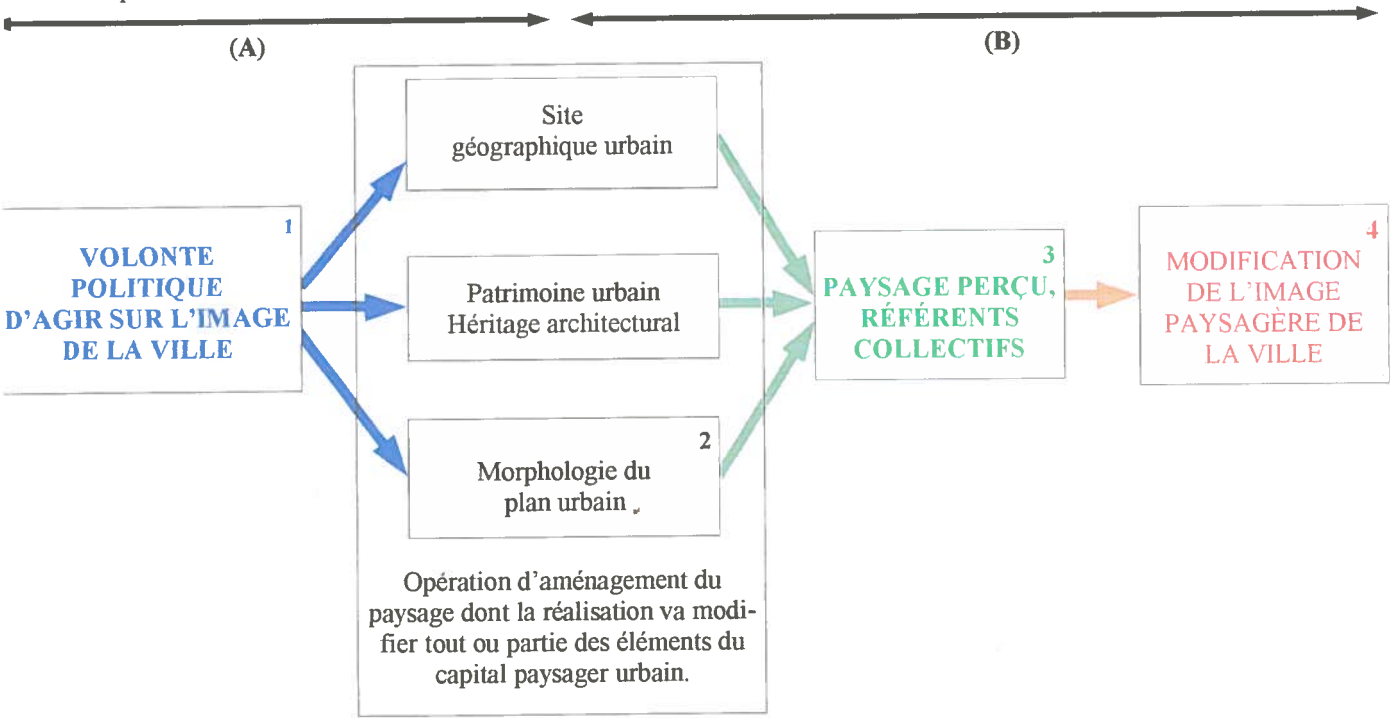 (A)
(B)
1
VOLONTE
POLITIQUE
D'AGIR SUR L'IMAGE
DE LA VILLE
Site
géographique urbain
Patrimoine urbain
Héritage architectural
2
Morphologie du
plan urbain
Opération d'aménagement du
paysage dont la réalisation va modi-
fier tout ou partie des éléments du
capital paysager urbain.
3
PAYSAGE PERÇU,
RÉFÉRENTS
COLLECTIFS
4
MODIFICATION
DE L'IMAGE
PAYSAGÈRE DE
LA VILLE